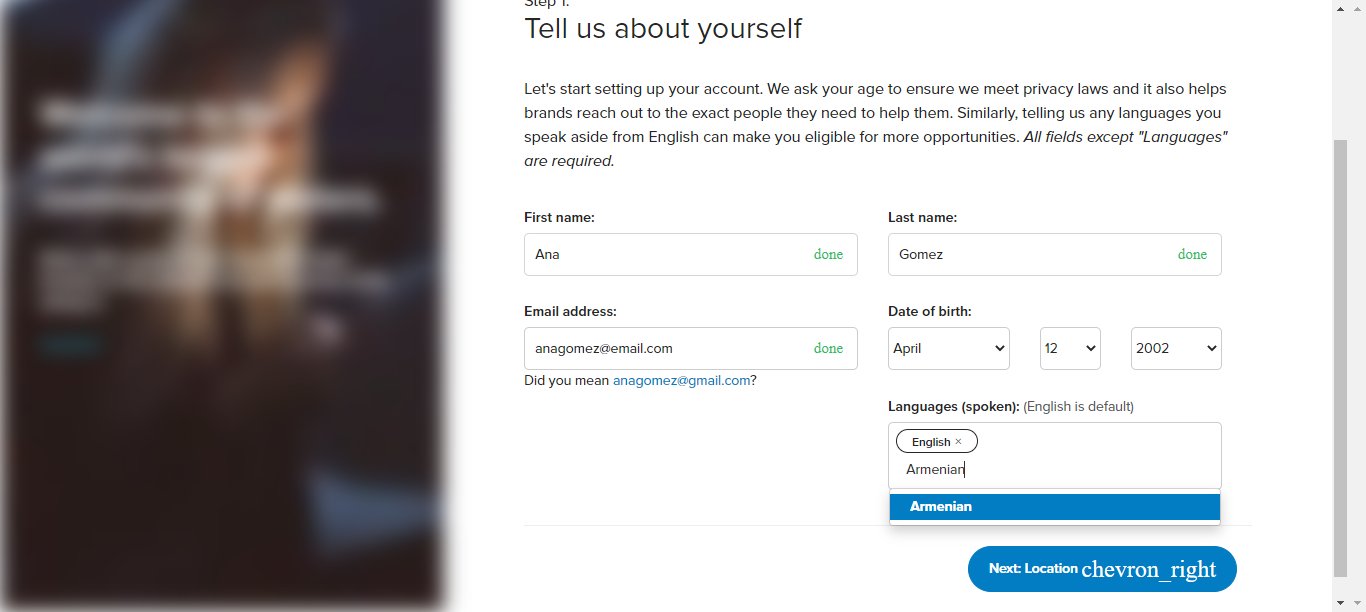 Step 1.
Tell us about yourself
Let's start setting up your account. We ask your age to ensure we meet privacy laws and it also helps
brands reach out to the exact people they need to help them. Similarly, telling us any languages you
speak aside from English can make you eligible for more opportunities. All fields except "Languages"
are required.
First name:
Last name:
Ana done
Gomez done
Email address:
Date of birth:
anagomez@email.com done
April 12 2002
Did you mean anagomez@gmail.com?
Languages (spoken): (English is default)
English ×
Armenian
Armenian
Next: Location chevron_right